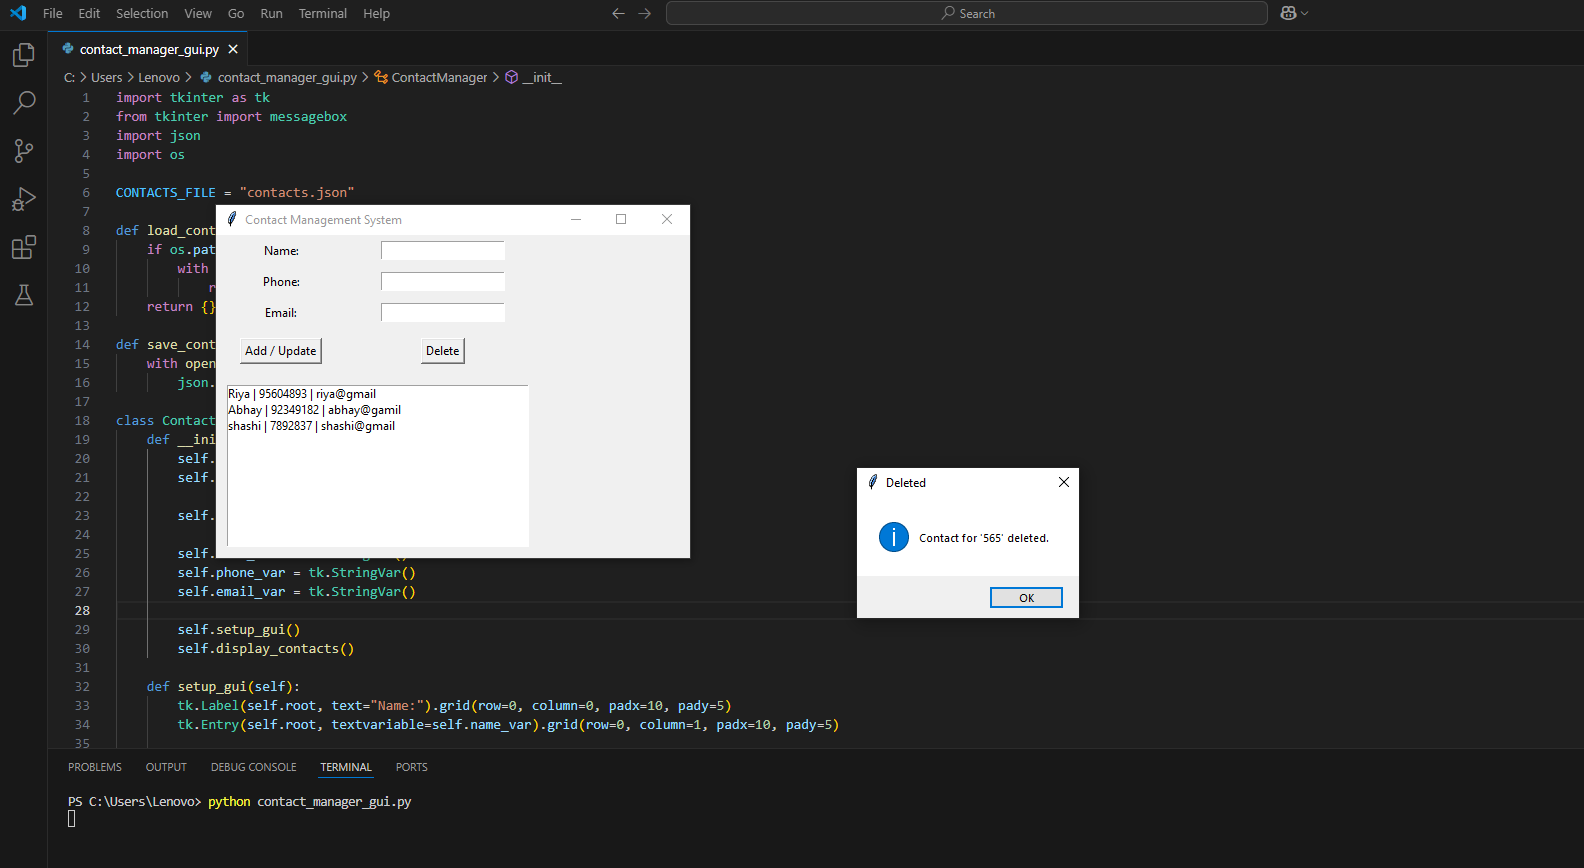 File Edit Selection View Go Run Terminal Help
Search
contact_manager_gui.py
C: > Users > Lenovo > contact_manager_gui.py > ContactManager > __init__
1 import tkinter as tk
2 from tkinter import messagebox
3 import json
4 import os
5
6 CONTACTS_FILE = "contacts.json"
7
8 def load_cont
9 if os.pat
10 with
11 r
12 return {}
13
14 def save_cont
15 with open
16 json.
17
18 class Contact
19 def __ini
20 self.
21 self.
22
23 self.
24
25 self.
26 self.phone_var = tk.StringVar()
27 self.email_var = tk.StringVar()
28
29 self.setup_gui()
30 self.display_contacts()
31
32 def setup_gui(self):
33 tk.Label(self.root, text="Name:").grid(row=0, column=0, padx=10, pady=5)
34 tk.Entry(self.root, textvariable=self.name_var).grid(row=0, column=1, padx=10, pady=5)
35
Contact Management System
Name:
Phone:
Email:
Add / Update Delete
Riya | 95604893 | riya@gmail
Abhay | 92349182 | abhay@gamil
shashi | 7892837 | shashi@gmail
Deleted
Contact for '565' deleted.
OK
PROBLEMS OUTPUT DEBUG CONSOLE TERMINAL PORTS
PS C:\Users\Lenovo> python contact_manager_gui.py